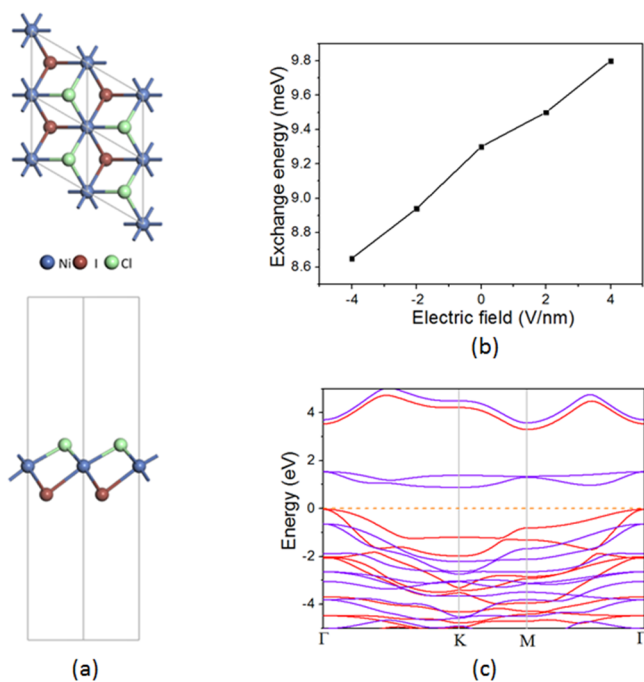 Ni I Cl
(a)
Exchange energy (meV)
9.8
9.6
9.4
9.2
9.0
8.8
8.6
-4 -2 0 2 4
Electric field (V/nm)
(b)
Energy (eV)
4
2
0
-2
-4
Γ K M Γ
(c)